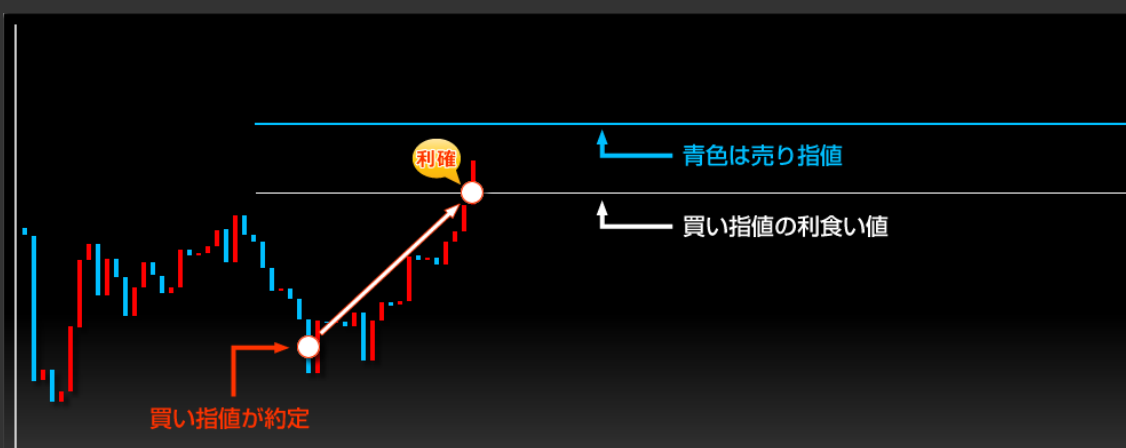 利確
青色は売り指値
買い指値の利食い値
買い指値が約定